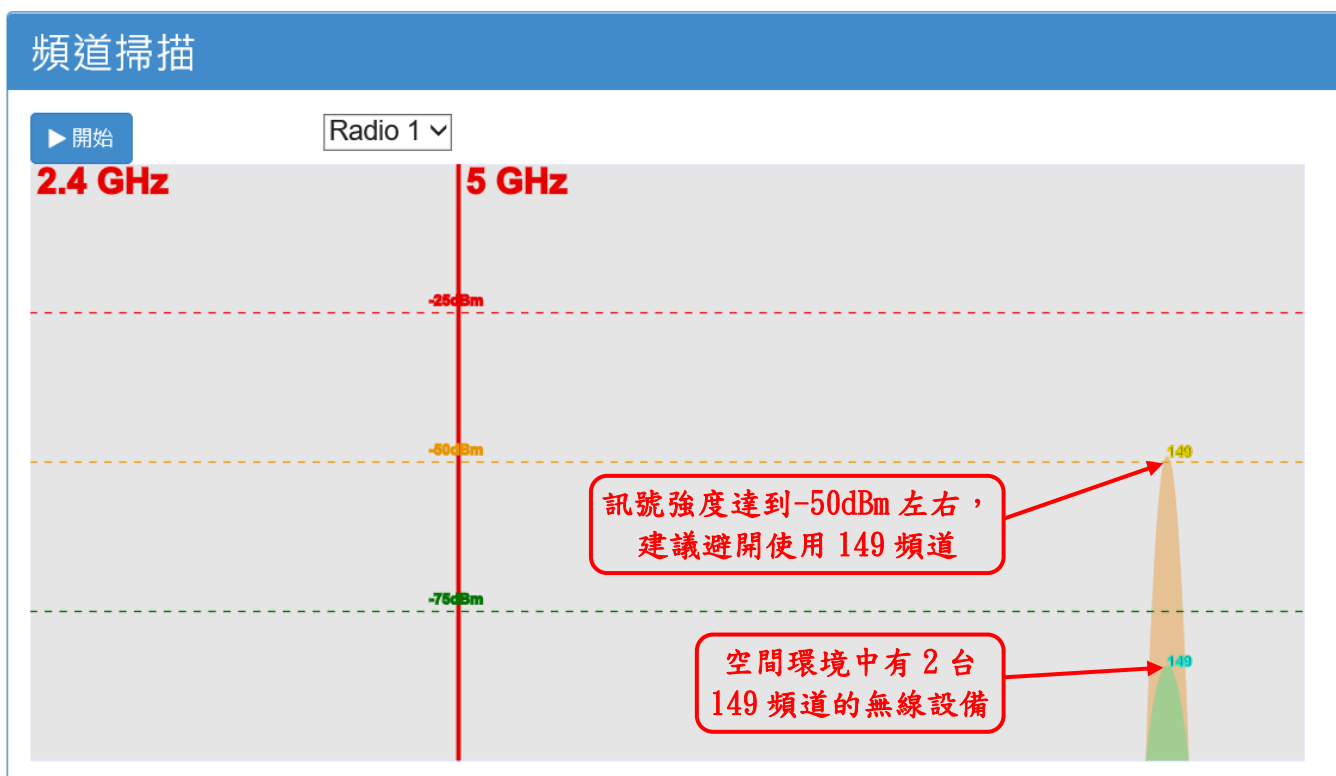 頻道掃描
▶開始
Radio 1
2.4 GHz
5 GHz
-25dBm
-50dBm
149
訊號強度達到-50dBm 左右，
建議避開使用 149 頻道
-75dBm
空間環境中有 2 台
149 頻道的無線設備
149